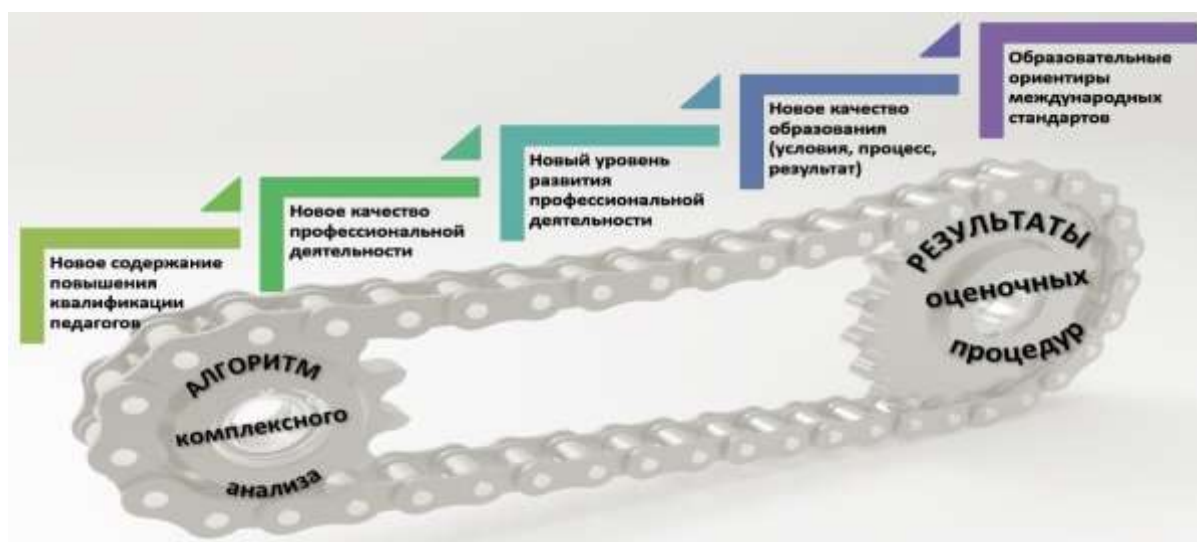 Новое содержание
повышения
квалификации
педагогов
Новое качество
профессиональной
деятельности
Новый уровень
развития
профессиональной
деятельности
Новое качество
образования
(условия, процесс,
результат)
Образовательные
ориентиры
международных
стандартов
АЛГОРИТМ
комплексного
анализа
РЕЗУЛЬТАТЫ
оценочных
процедур